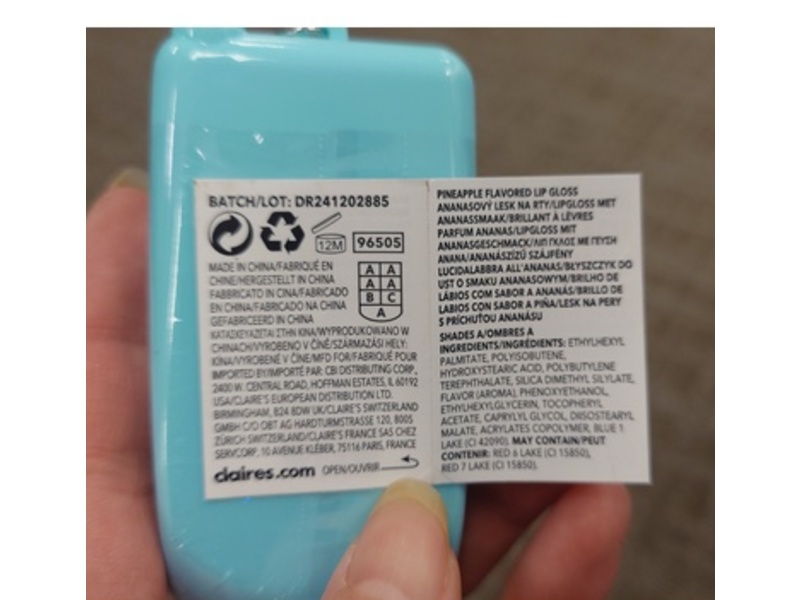 BATCH/LOT: DR241202885
12M
96505
A A
A A
B C
A
MADE IN CHINA/FABRIQUÉ EN
CHINE/HERGESTELLT IN CHINA
FABBRICATO IN CINA/FABRICADO
EN CHINA/FABRICADO NA CHINA
GEFABRICEERD IN CHINA
ΚΑΤΑΣΚΕΥΑΖΕΤΑΙ ΣΤΗΝ ΚΙΝΑ/WYPRODUKOWANO W
CHINACH/VYROBENO V ČÍNĚ/SZÁRMAZÁSI HELY:
KÍNA/VYROBENÉ V ČÍNE/MFD FOR/FABRIQUÉ POUR
IMPORTED BY/IMPORTÉ PAR: CBI DISTRIBUTING CORP.,
2400 W. CENTRAL ROAD, HOFFMAN ESTATES, IL 60192
USA/CLAIRE'S EUROPEAN DISTRIBUTION LTD.
BIRMINGHAM, B24 8DW UK/CLAIRE'S SWITZERLAND
GMBH C/O OBT AG HARDTURMSTRASSE 120, 8005
ZÜRICH SWITZERLAND/CLAIRE'S FRANCE SAS CHEZ
SERVCORP, 10 AVENUE KLÉBER, 75116 PARIS, FRANCE
claires.com OPEN/OUVRIR
PINEAPPLE FLAVORED LIP GLOSS
ANANASOVÝ LESK NA RTY/LIPGLOSS MET
ANANASSMAAK/BRILLANT À LÈVRES
PARFUM ANANAS/LIPGLOSS MIT
ANANASGESCHMACK/ΛΙΠ ΓΚΛΟΣ ΜΕ ΓΕΥΣΗ
ΑΝΑΝΑ/ANANÁSZÍZŰ SZÁJFÉNY
LUCIDALABBRA ALL'ANANAS/BŁYSZCZYK DO
UST O SMAKU ANANASOWYM/BRILHO DE
LÁBIOS COM SABOR A ANANÁS/BRILLO DE
LABIOS CON SABOR A PIÑA/LESK NA PERY
S PRÍCHUŤOU ANANÁSU
SHADES A/OMBRES A
INGREDIENTS/INGRÉDIENTS: ETHYLHEXYL
PALMITATE, POLYISOBUTENE,
HYDROXYSTEARIC ACID, POLYBUTYLENE
TEREPHTHALATE, SILICA DIMETHYL SILYLATE,
FLAVOR (AROMA), PHENOXYETHANOL,
ETHYLHEXYLGLYCERIN, TOCOPHERYL
ACETATE, CAPRYLYL GLYCOL, DIISOSTEARYL
MALATE, ACRYLATES COPOLYMER, BLUE 1
LAKE (CI 42090). MAY CONTAIN/PEUT
CONTENIR: RED 6 LAKE (CI 15850),
RED 7 LAKE (CI 15850).